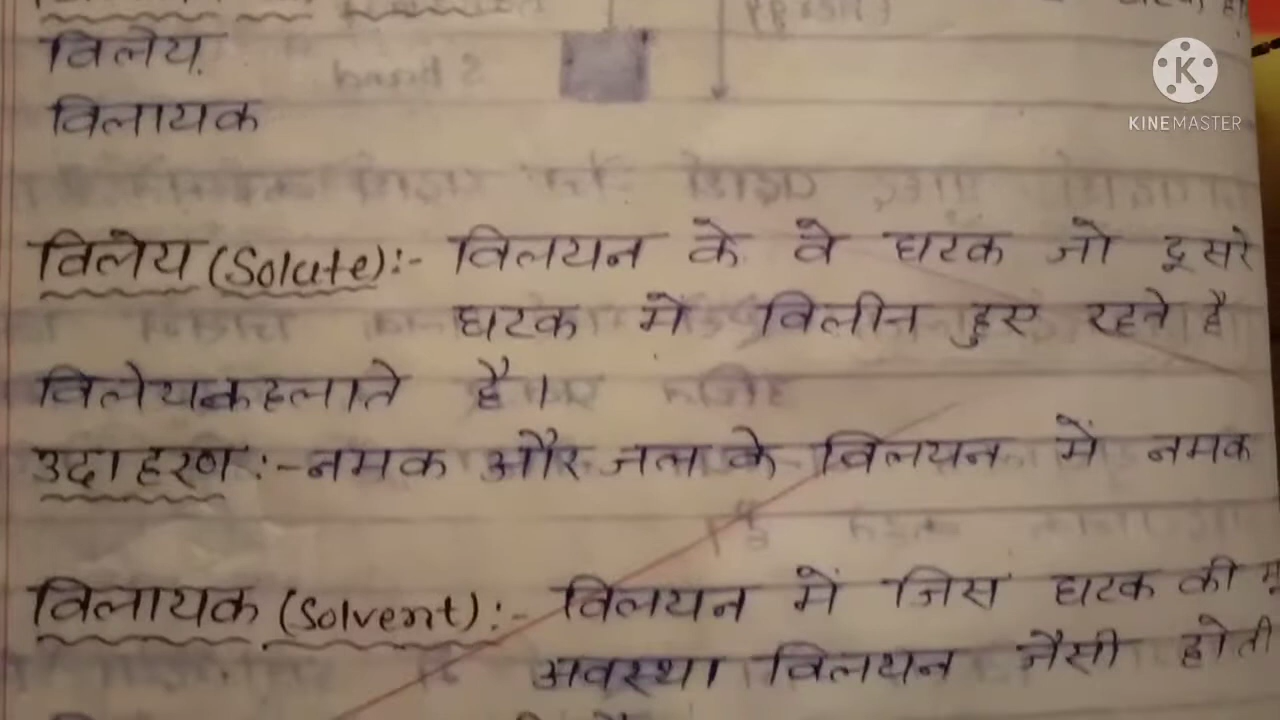 विलेय
विलायक
KINEMASTER
विलेय (Solute):- विलयन के वे घटक जो दूसरे
घटक में विलीन हुए रहते है
विलेय कहलाते है।
उदाहरण :- नमक और जल के विलयन में नमक
विलायक (Solvent):- विलयन में जिस घटक की
अवस्था विलयन जैसी होती